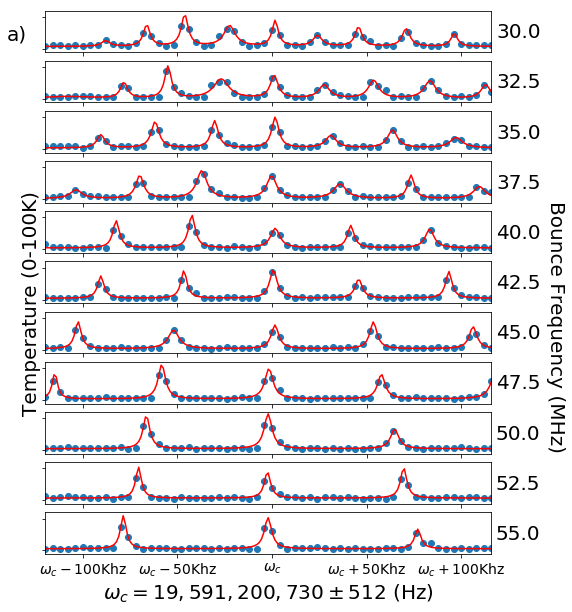 a)
30.0
32.5
35.0
37.5
40.0
42.5
45.0
47.5
50.0
52.5
55.0
Temperature (0-100K)
Bounce Frequency (MHz)
ω_c − 100Khz ω_c − 50Khz ω_c ω_c + 50Khz ω_c + 100Khz
ω_c = 19, 591, 200, 730 ± 512 (Hz)